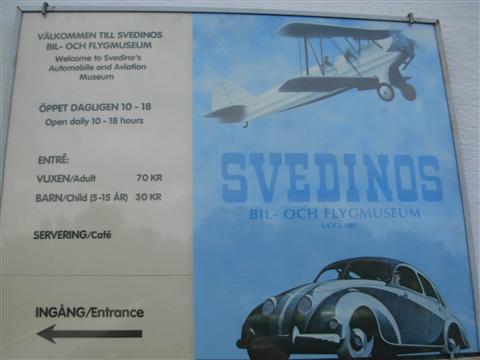 VÄLKOMMEN TILL SVEDINOS
BIL- OCH FLYGMUSEUM
Welcome to Svedino's
Automobile and Aviation
Museum
ÖPPET DAGLIGEN 10 - 18
Open daily 10 - 18 hours
ENTRÉ:
VUXEN/Adult 70 KR
BARN/Child (5-15 ÅR) 30 KR
SERVERING/Café
INGÅNG/Entrance
SVEDINOS
BIL- OCH FLYGMUSEUM
UGGLARP